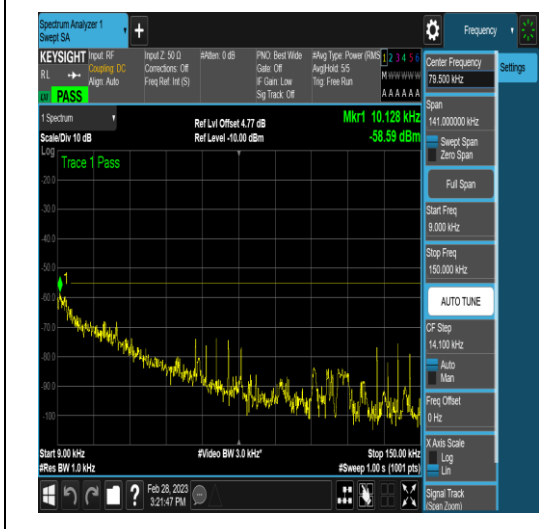 Spectrum Analyzer 1
Swept SA
+
Frequency
KEYSIGHT
Input: RF
Coupling: DC
Align: Auto
Input Z: 50 Ω
Corrections: Off
Freq Ref: Int (S)
#Atten: 0 dB
PNO: Best Wide
Gate: Off
IF Gain: Low
Sig Track: Off
#Avg Type: Power (RMS
Avg|Hold: 5/5
Trig: Free Run
1 2 3 4 5 6
M W W W W W
A A A A A A
RL
PASS
1 Spectrum
Scale/Div 10 dB
Ref Lvl Offset 4.77 dB
Ref Level -10.00 dBm
Mkr1 10.128 kHz
-58.59 dBm
Log
Trace 1 Pass
-20.0
-30.0
-40.0
-50.0
1
-60.0
-70.0
-80.0
-90.0
-100
Start 9.00 kHz
#Res BW 1.0 kHz
#Video BW 3.0 kHz*
Stop 150.00 kHz
#Sweep 1.00 s (1001 pts)
Feb 28, 2023
3:21:47 PM
?
Settings
Center Frequency
79.500 kHz
Span
141.000000 kHz
Swept Span
Zero Span
Full Span
Start Freq
9.000 kHz
Stop Freq
150.000 kHz
AUTO TUNE
CF Step
14.100 kHz
Auto
Man
Freq Offset
0 Hz
X Axis Scale
Log
Lin
Signal Track
(Span Zoom)